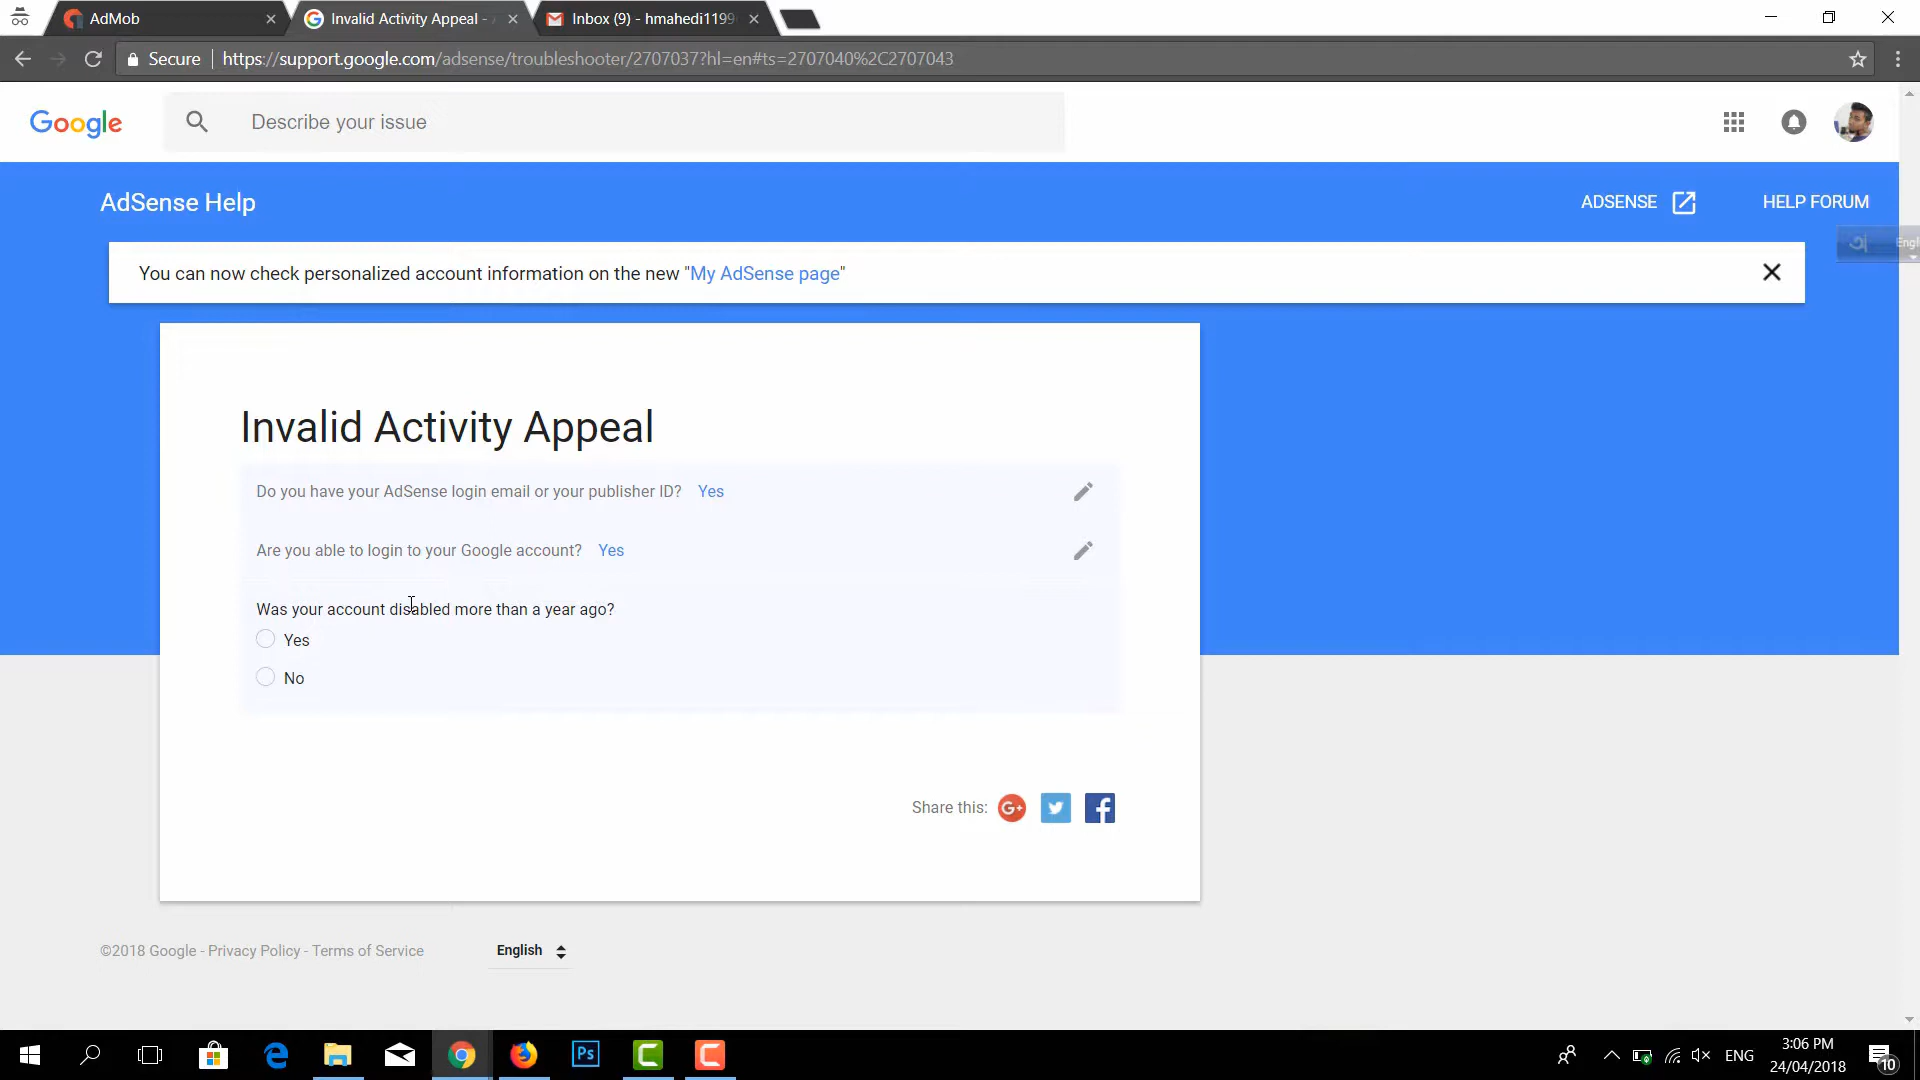 AdMob
Invalid Activity Appeal -
Inbox (9) - hmahedi1199
Secure
https://support.google.com/adsense/troubleshooter/2707037?hl=en#ts=2707040%2C2707043
Google
Describe your issue
AdSense Help
ADSENSE
HELP FORUM
Engl
You can now check personalized account information on the new "My AdSense page"
Invalid Activity Appeal
Do you have your AdSense login email or your publisher ID? Yes
Are you able to login to your Google account? Yes
Was your account disabled more than a year ago?
Yes
No
Share this:
G+
©2018 Google - Privacy Policy - Terms of Service
English
Ps
ENG
3:06 PM
24/04/2018
10